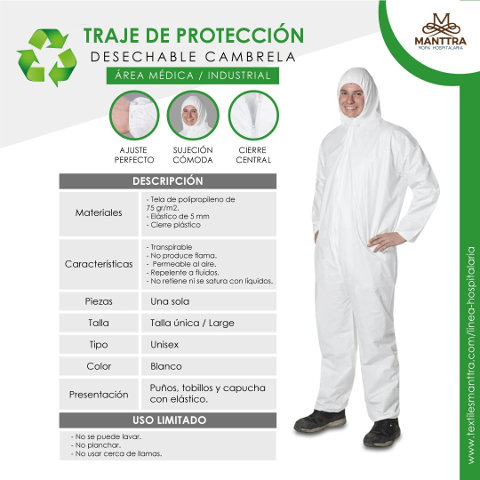 TRAJE DE PROTECCIÓN
DESECHABLE CAMBRELA
ÁREA MÉDICA / INDUSTRIAL
MANTTRA
ROPA HOSPITALARIA
AJUSTE
PERFECTO
SUJECIÓN
CÓMODA
CIERRE
CENTRAL
DESCRIPCIÓN
Materiales
- Tela de polipropileno de
75 gr/m2.
- Elástico de 5 mm
- Cierre plástico
Características
- Transpirable
- No produce flama.
- Permeable al aire.
- Repelente a fluidos.
- No retiene ni se satura con líquidos.
Piezas Una sola
Talla Talla única / Large
Tipo Unisex
Color Blanco
Presentación
Puños, tobillos y capucha
con elástico.
USO LIMITADO
- No se puede lavar.
- No planchar.
- No usar cerca de llamas.
www.textilesmanttra.com/linea-hospitalaria